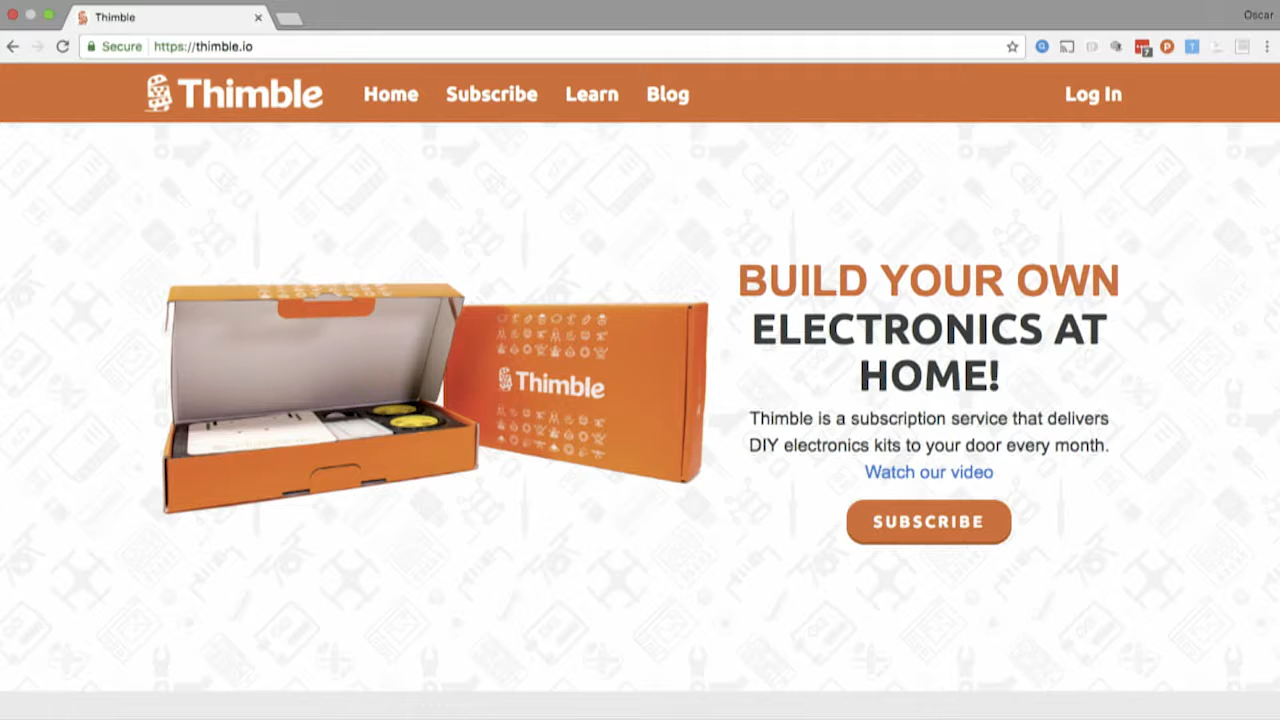 Thimble
Oscar
Secure
https://thimble.io
7
Thimble
Home
Subscribe
Learn
Blog
Log In
Thimble
BUILD YOUR OWN
ELECTRONICS AT
HOME!
Thimble is a subscription service that delivers
DIY electronics kits to your door every month.
Watch our video
SUBSCRIBE